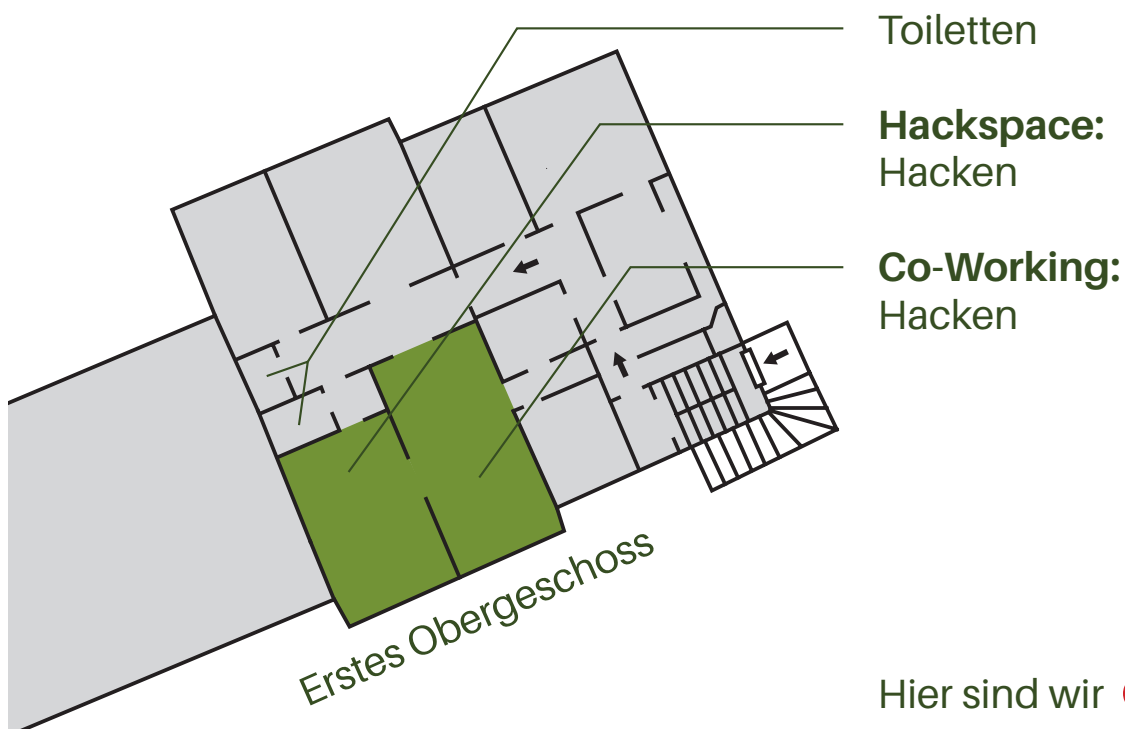 Toiletten
Hackspace:
Hacken
Co-Working:
Hacken
Erstes Obergeschoss
Hier sind wir